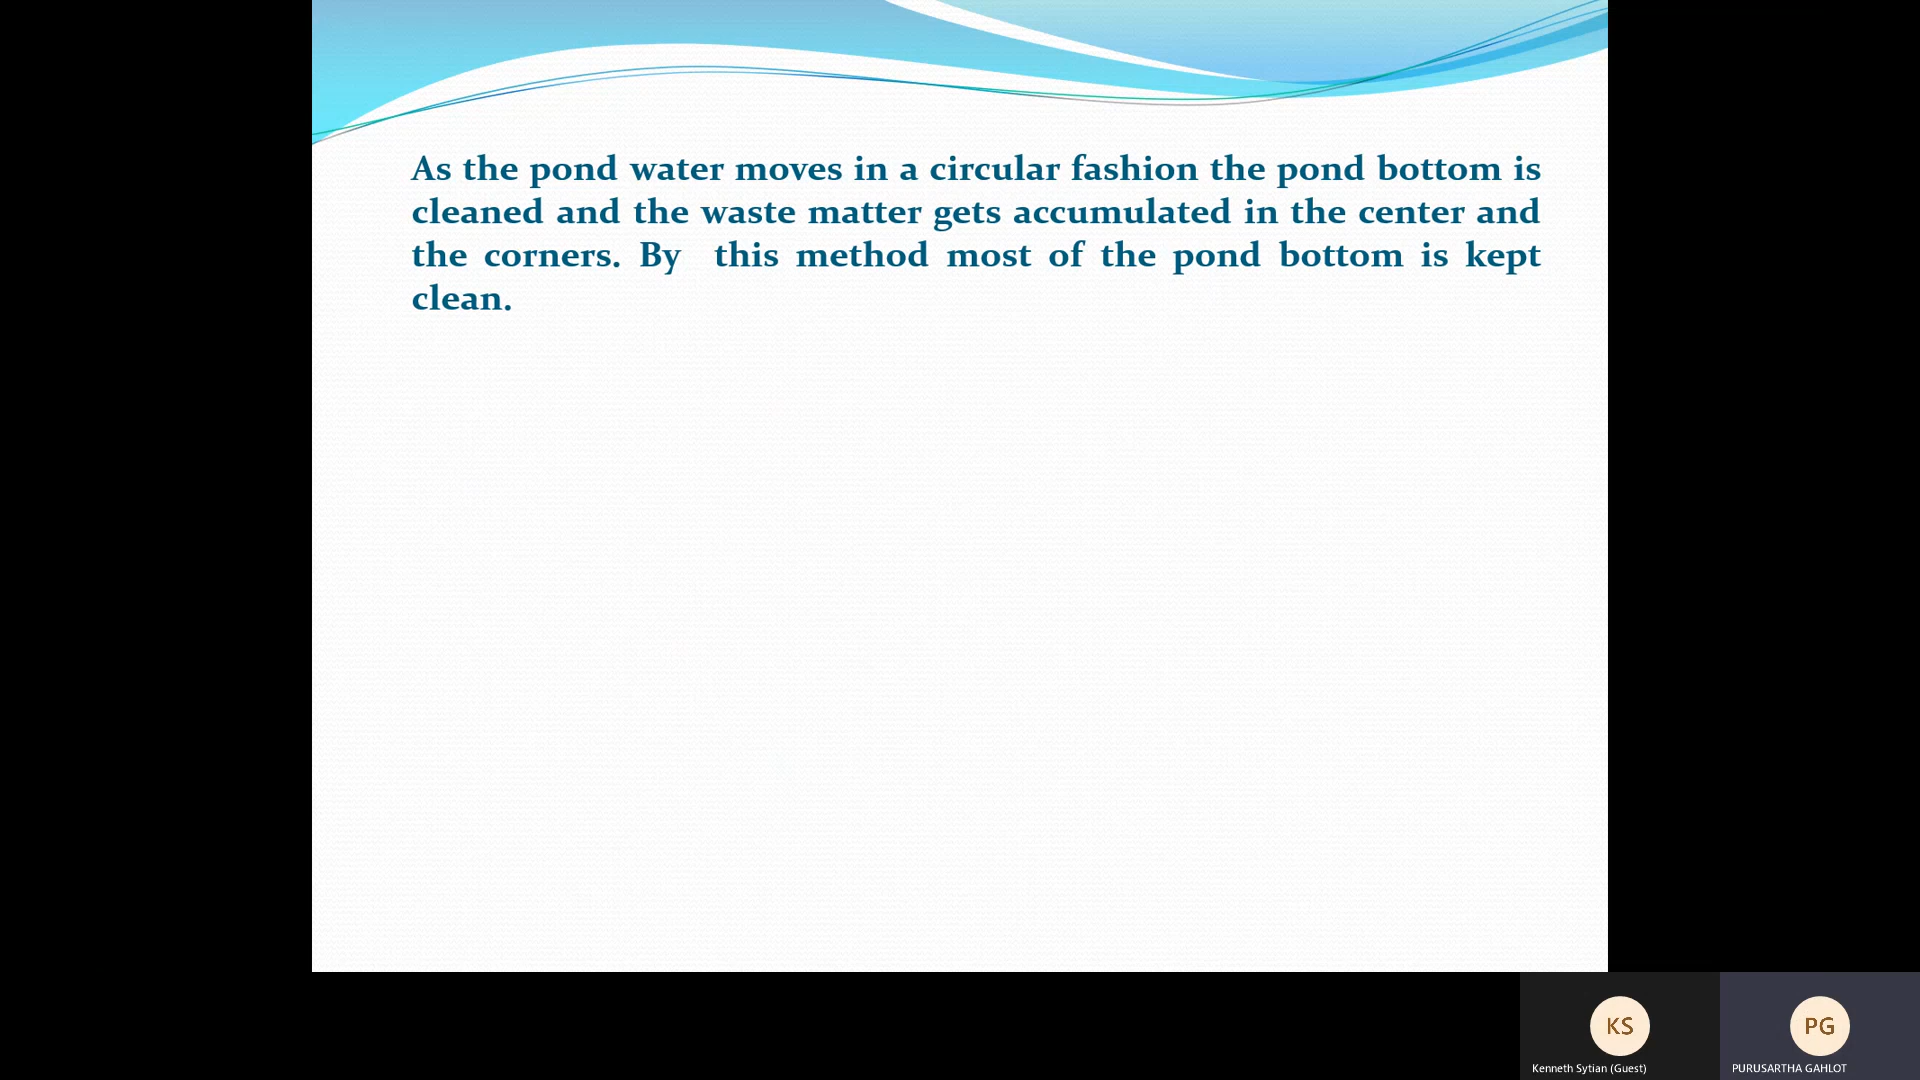 As the pond water moves in a circular fashion the pond bottom is
cleaned and the waste matter gets accumulated in the center and
the corners. By  this method most of the pond bottom is kept
clean.
KS
PG
Kenneth Sytian (Guest)
PURUSARTHA GAHLOT